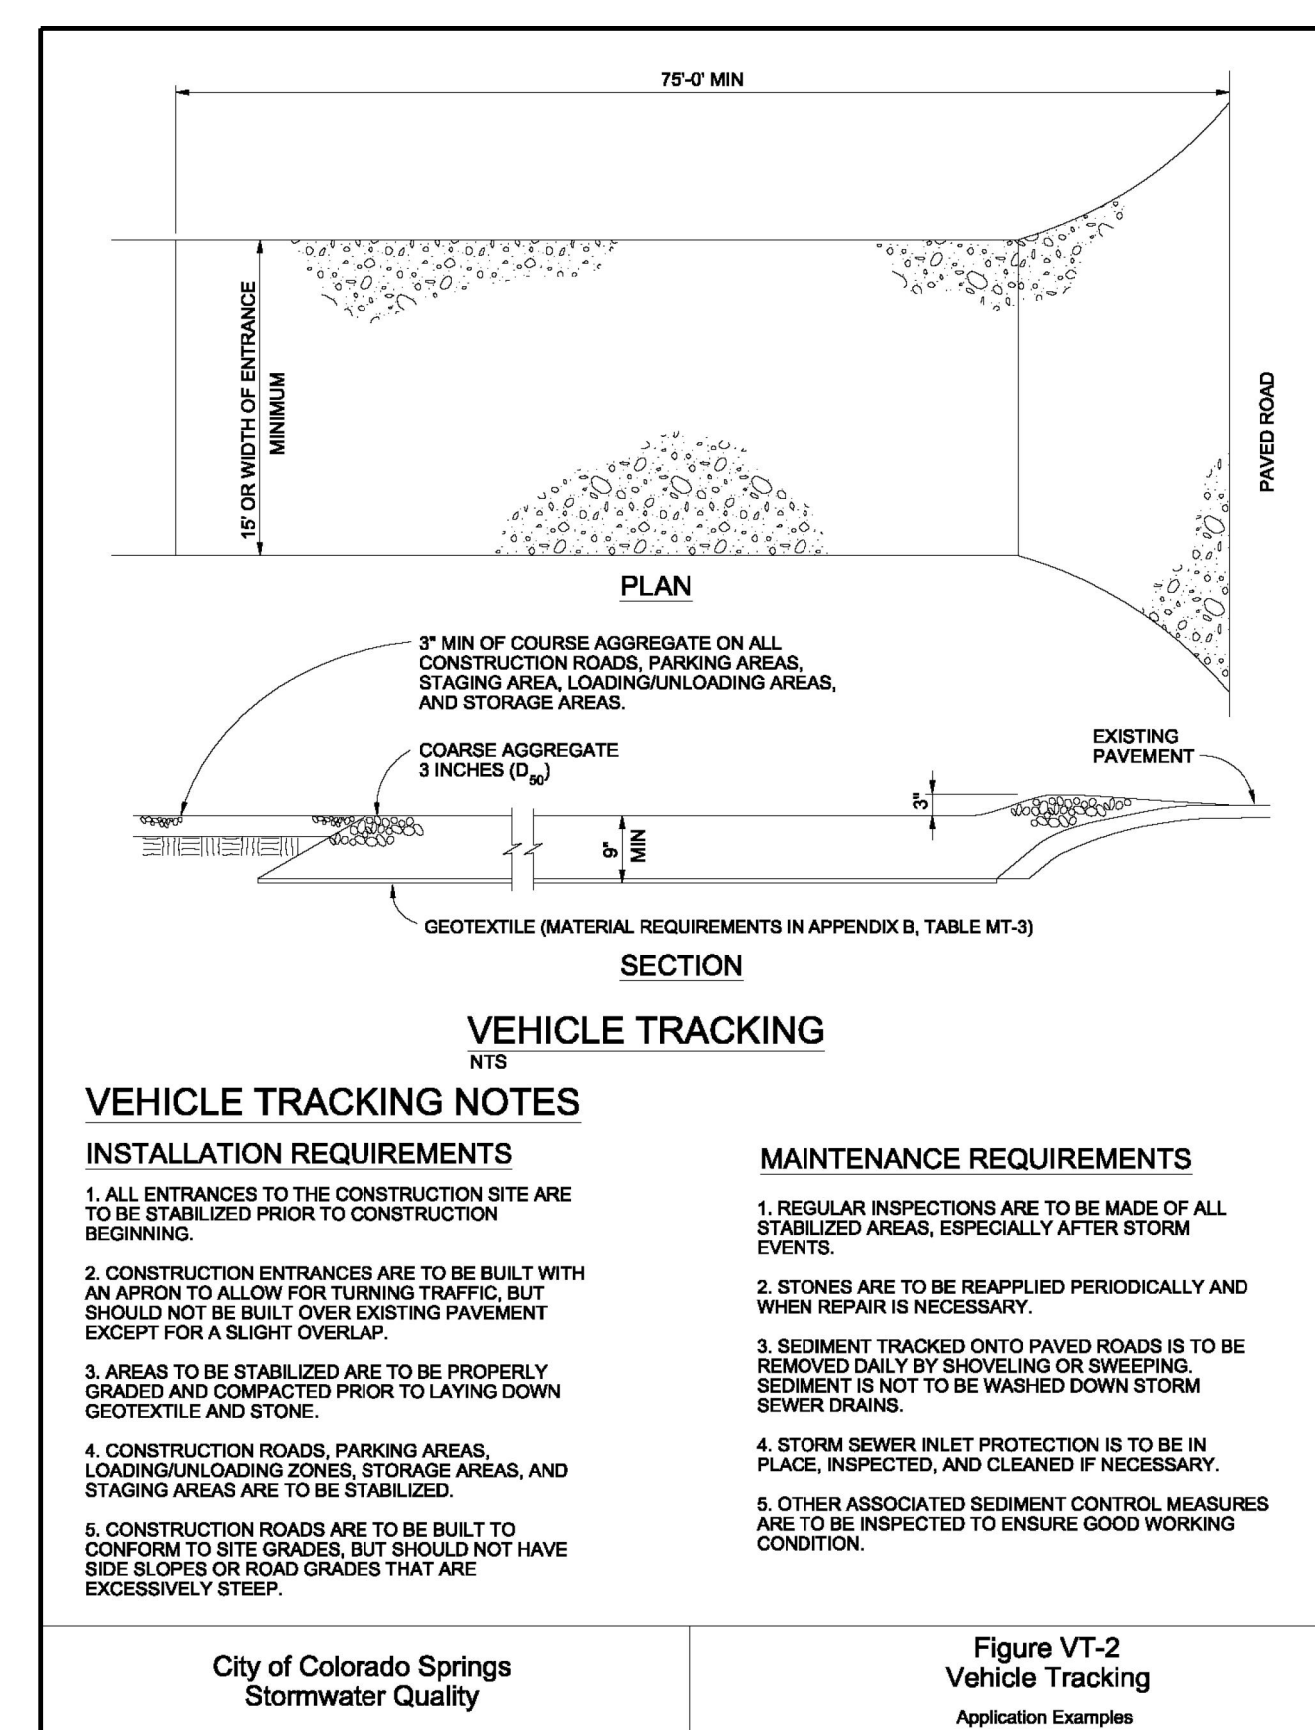 75'-0' MIN
15' OR WIDTH OF ENTRANCE
MINIMUM
PAVED ROAD
PLAN
3" MIN OF COURSE AGGREGATE ON ALL
CONSTRUCTION ROADS, PARKING AREAS,
STAGING AREA, LOADING/UNLOADING AREAS,
AND STORAGE AREAS.
COARSE AGGREGATE
3 INCHES (D50)
EXISTING
PAVEMENT
3"
9"
MIN
GEOTEXTILE (MATERIAL REQUIREMENTS IN APPENDIX B, TABLE MT-3)
SECTION
VEHICLE TRACKING
NTS
VEHICLE TRACKING NOTES
INSTALLATION REQUIREMENTS
1. ALL ENTRANCES TO THE CONSTRUCTION SITE ARE
TO BE STABILIZED PRIOR TO CONSTRUCTION
BEGINNING.
2. CONSTRUCTION ENTRANCES ARE TO BE BUILT WITH
AN APRON TO ALLOW FOR TURNING TRAFFIC, BUT
SHOULD NOT BE BUILT OVER EXISTING PAVEMENT
EXCEPT FOR A SLIGHT OVERLAP.
3. AREAS TO BE STABILIZED ARE TO BE PROPERLY
GRADED AND COMPACTED PRIOR TO LAYING DOWN
GEOTEXTILE AND STONE.
4. CONSTRUCTION ROADS, PARKING AREAS,
LOADING/UNLOADING ZONES, STORAGE AREAS, AND
STAGING AREAS ARE TO BE STABILIZED.
5. CONSTRUCTION ROADS ARE TO BE BUILT TO
CONFORM TO SITE GRADES, BUT SHOULD NOT HAVE
SIDE SLOPES OR ROAD GRADES THAT ARE
EXCESSIVELY STEEP.
MAINTENANCE REQUIREMENTS
1. REGULAR INSPECTIONS ARE TO BE MADE OF ALL
STABILIZED AREAS, ESPECIALLY AFTER STORM
EVENTS.
2. STONES ARE TO BE REAPPLIED PERIODICALLY AND
WHEN REPAIR IS NECESSARY.
3. SEDIMENT TRACKED ONTO PAVED ROADS IS TO BE
REMOVED DAILY BY SHOVELING OR SWEEPING.
SEDIMENT IS NOT TO BE WASHED DOWN STORM
SEWER DRAINS.
4. STORM SEWER INLET PROTECTION IS TO BE IN
PLACE, INSPECTED, AND CLEANED IF NECESSARY.
5. OTHER ASSOCIATED SEDIMENT CONTROL MEASURES
ARE TO BE INSPECTED TO ENSURE GOOD WORKING
CONDITION.
City of Colorado Springs
Stormwater Quality
Figure VT-2
Vehicle Tracking
Application Examples